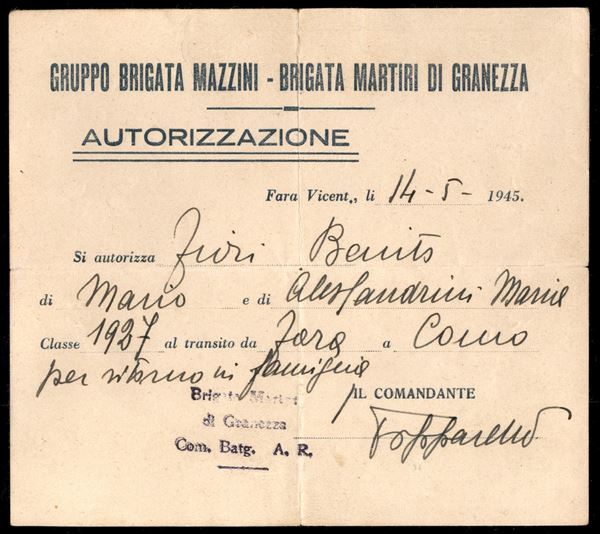 GRUPPO BRIGATA MAZZINI - BRIGATA MARTIRI DI GRANEZZA
AUTORIZZAZIONE
Fara Vicent., li 14-5-1945.
Si autorizza Fiori Benito
di Mario e di Alessandrini Maria
Classe 1927 al transito da Fara a Como
per ritorno in famiglia
IL COMANDANTE
Brigata Martiri
di Granezza
Com. Batg. A. R.